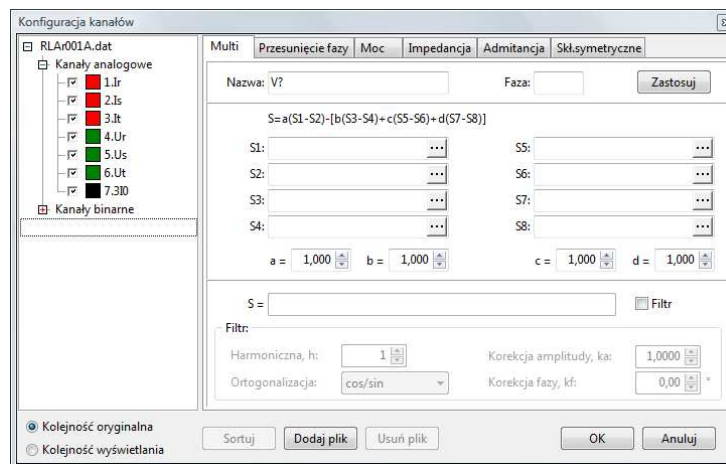 Konfiguracja kanałów
RLAr001A.dat
Kanały analogowe
1.Ir
2.Is
3.It
4.Ur
5.Us
6.Ut
7.3I0
Kanały binarne
Multi Przesunięcie fazy Moc Impedancja Admitancja Skł.symetryczne
Nazwa: V? Faza: Zastosuj
S=a(S1-S2)-[b(S3-S4)+c(S5-S6)+d(S7-S8)]
S1: ... S5: ...
S2: ... S6: ...
S3: ... S7: ...
S4: ... S8: ...
a = 1,000 b = 1,000 c = 1,000 d = 1,000
S = Filtr
Filtr:
Harmoniczna, h: 1 Korekcja amplitudy, ka: 1,0000
Ortogonalizacja: cos/sin Korekcja fazy, kf: 0,00 °
Kolejność oryginalna
Kolejność wyświetlania
Sortuj Dodaj plik Usuń plik OK Anuluj